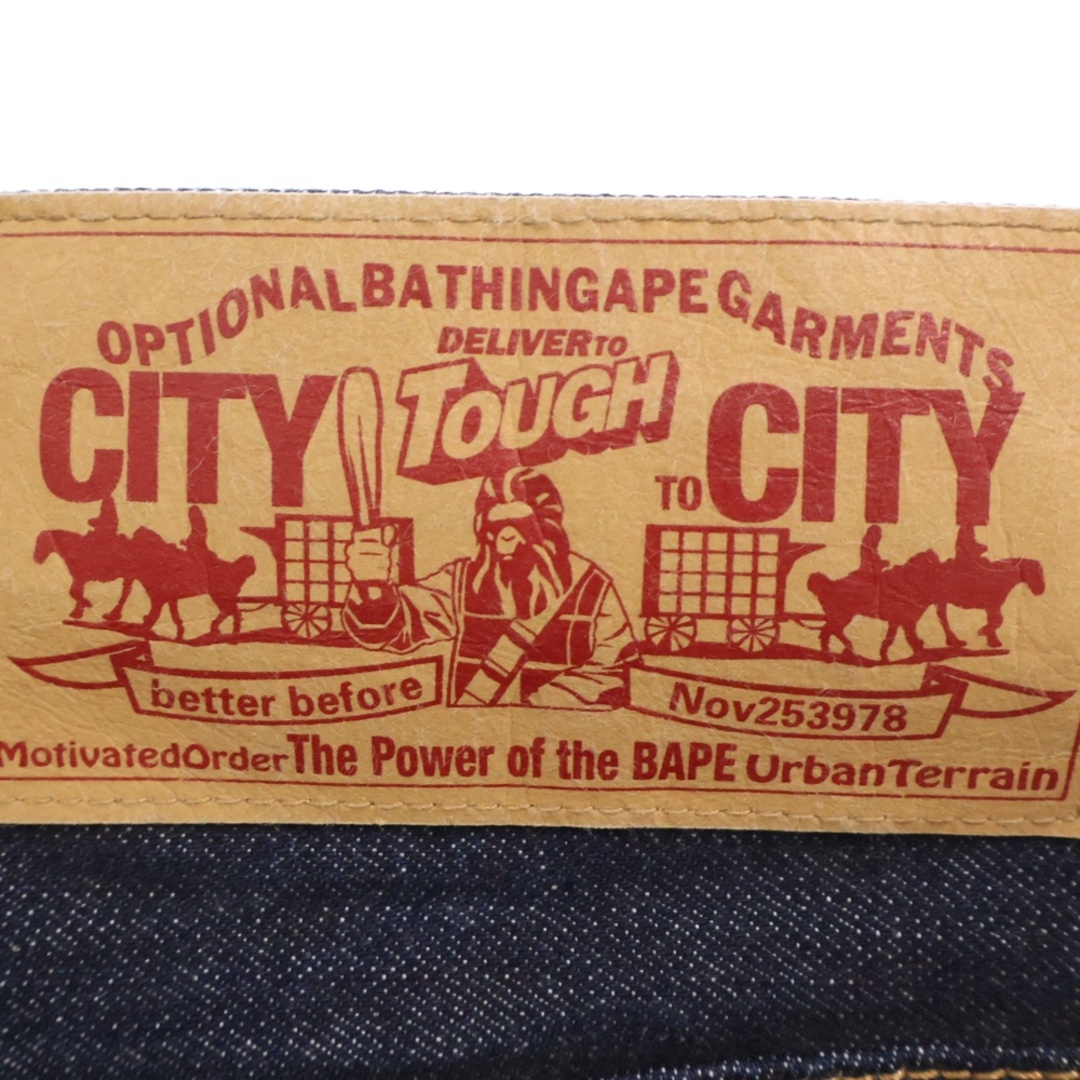 OPTIONAL BATHINGAPE GARMENTS
DELIVER TO
CITY TOUGH TO CITY
better before Nov253978
MotivatedOrder The Power of the BAPE UrbanTerrain